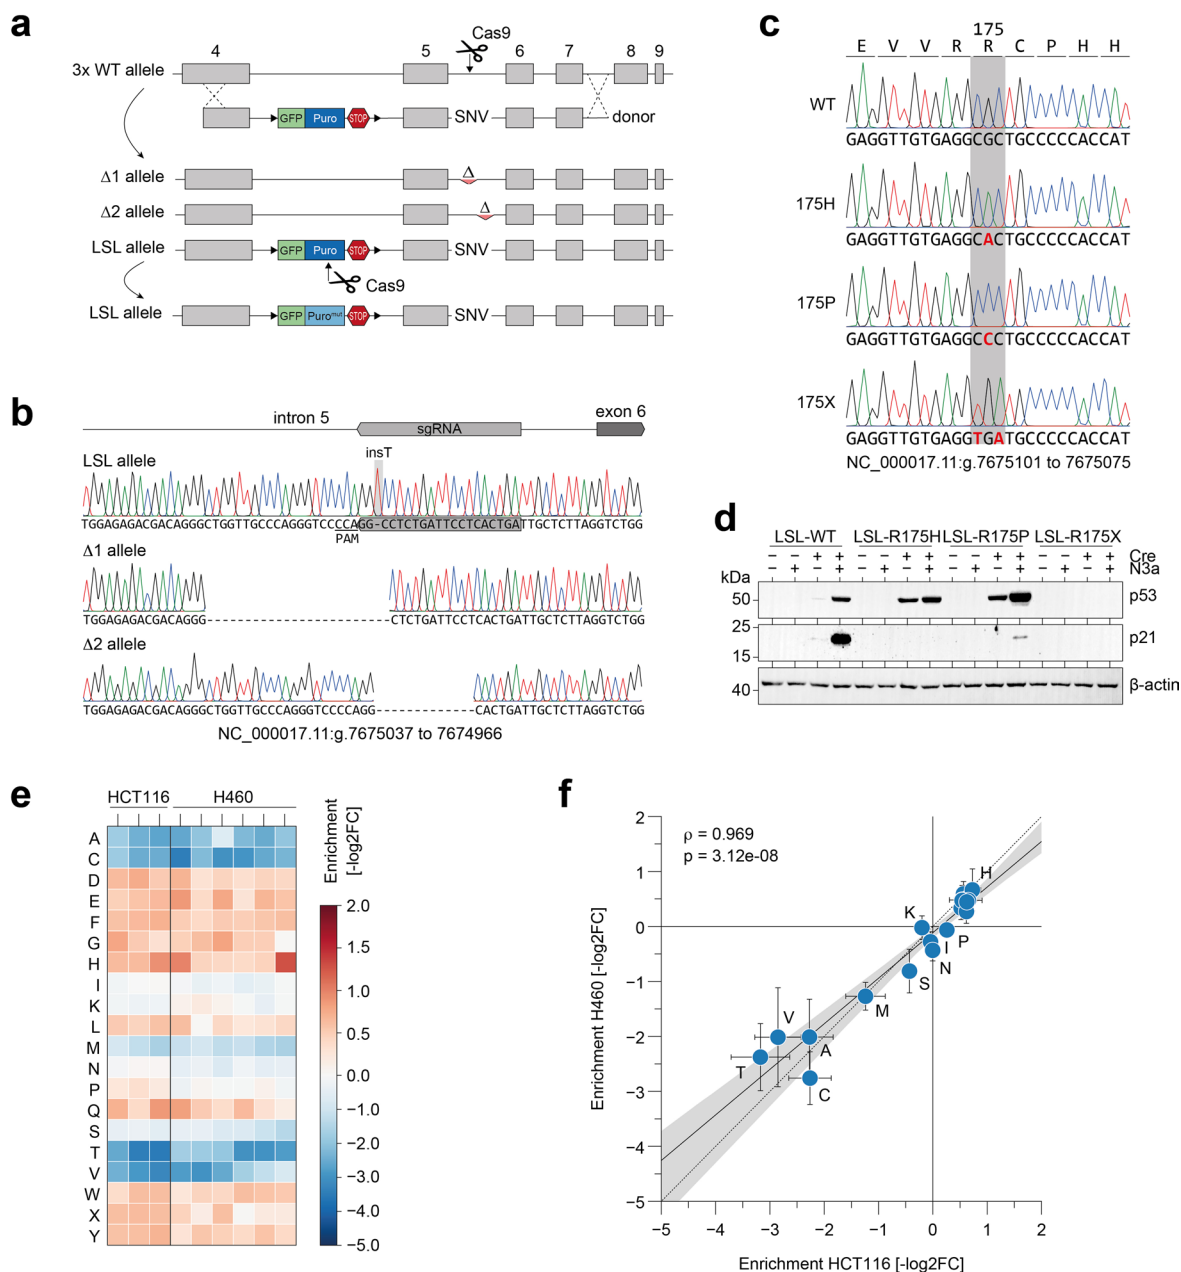 a
4 5 Cas9 6 7 8 9
3x WT allele
GFP Puro STOP SNV donor
Δ1 allele Δ
Δ2 allele Δ
LSL allele GFP Puro STOP SNV
Cas9
LSL allele GFP Puromut STOP SNV
b
intron 5 sgRNA exon 6
insT
LSL allele
TGGAGAGACGACAGGGCTGGTTGCCCAGGGTCCCCAGG-CCTCTGATTCCTCACTGATTGCTCTTAGGTCTGG
PAM
Δ1 allele
TGGAGAGACGACAGGG------------------------CTCTGATTCCTCACTGATTGCTCTTAGGTCTGG
Δ2 allele
TGGAGAGACGACAGGGCTGGTTGCCCAGGGTCCCCAGG-------------CACTGATTGCTCTTAGGTCTGG
NC_000017.11:g.7675037 to 7674966
c
175
E V V R R C P H H
WT
GAGGTTGTGAGGCGCTGCCCCCACCAT
175H
GAGGTTGTGAGGCACTGCCCCCACCAT
175P
GAGGTTGTGAGGCCCTGCCCCCACCAT
175X
GAGGTTGTGAGGTGATGCCCCCACCAT
NC_000017.11:g.7675101 to 7675075
d
LSL-WT LSL-R175H LSL-R175P LSL-R175X
− − + + − − + + − − + + − − + + Cre
− + − + − + − + − + − + − + − + N3a
kDa
50 p53
25
p21
15
40 β-actin
e
HCT116 H460
A
C
D
E
F
G
H
I
K
L
M
N
P
Q
S
T
V
W
X
Y
Enrichment
[-log2FC]
2.0
1.5
1.0
0.5
0.0
−1.0
−2.0
−3.0
−4.0
−5.0
f
ρ = 0.969
p = 3.12e-08
Enrichment H460 [-log2FC]
2
1
0
−1
−2
−3
−4
−5
H
K
I
P
N
S
M
V
A
T
C
−5 −4 −3 −2 −1 0 1 2
Enrichment HCT116 [-log2FC]